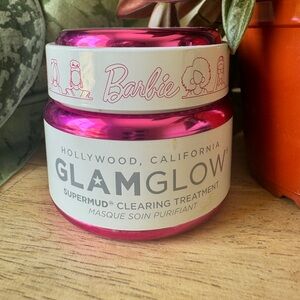 Barbie
HOLLYWOOD, CALIFORNIA
GLAMGLOW®
SUPERMUD® CLEARING TREATMENT
MASQUE SOIN PURIFIANT